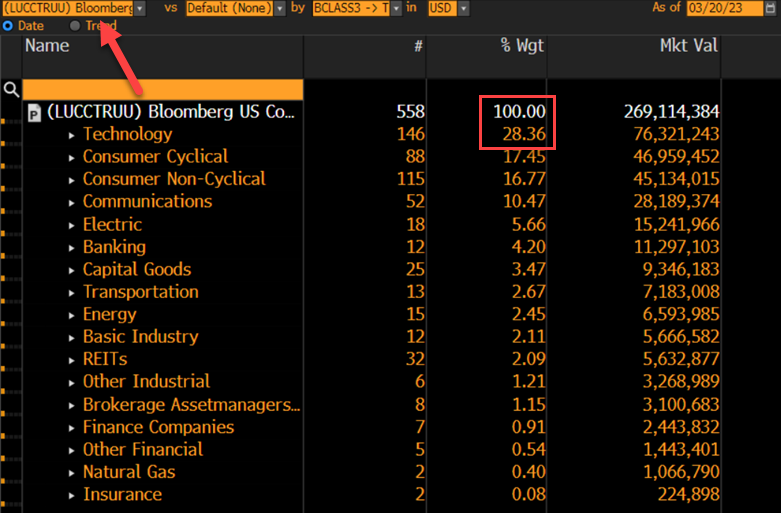 (LUCCTRUU) Bloomberg vs Default (None) by BCLASS3 -> T in USD As of 03/20/23
Date Trend
Name # % Wgt Mkt Val
(LUCCTRUU) Bloomberg US Co... 558 100.00 269,114,384
Technology 146 28.36 76,321,243
Consumer Cyclical 88 17.45 46,959,452
Consumer Non-Cyclical 115 16.77 45,134,015
Communications 52 10.47 28,189,374
Electric 18 5.66 15,241,966
Banking 12 4.20 11,297,103
Capital Goods 25 3.47 9,346,183
Transportation 13 2.67 7,183,008
Energy 15 2.45 6,593,985
Basic Industry 12 2.11 5,666,582
REITs 32 2.09 5,632,877
Other Industrial 6 1.21 3,268,989
Brokerage Assetmanagers... 8 1.15 3,100,683
Finance Companies 7 0.91 2,443,832
Other Financial 5 0.54 1,443,401
Natural Gas 2 0.40 1,066,790
Insurance 2 0.08 224,898